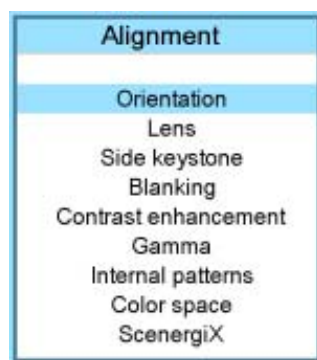 Alignment
Orientation
Lens
Side keystone
Blanking
Contrast enhancement
Gamma
Internal patterns
Color space
ScenergiX